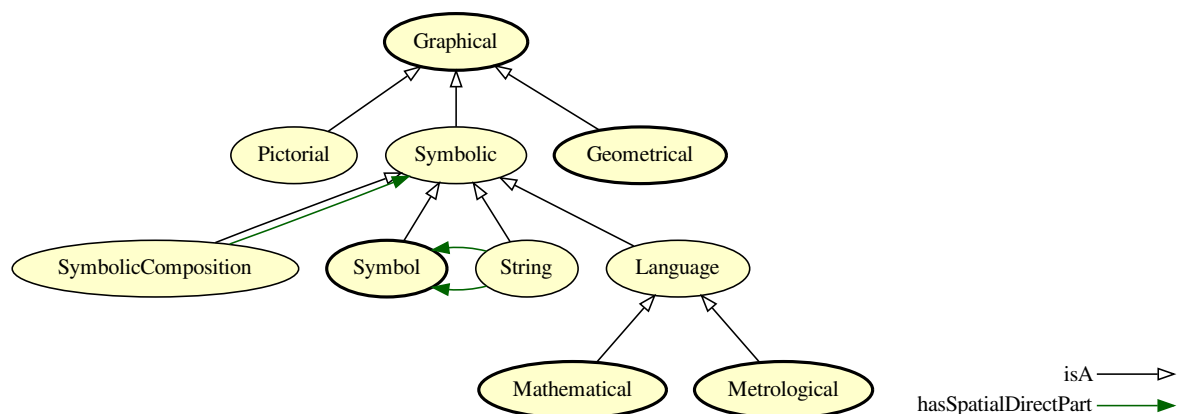 Graphical
Pictorial
Symbolic
Geometrical
SymbolicComposition
Symbol
String
Language
Mathematical
Metrological
isA
hasSpatialDirectPart